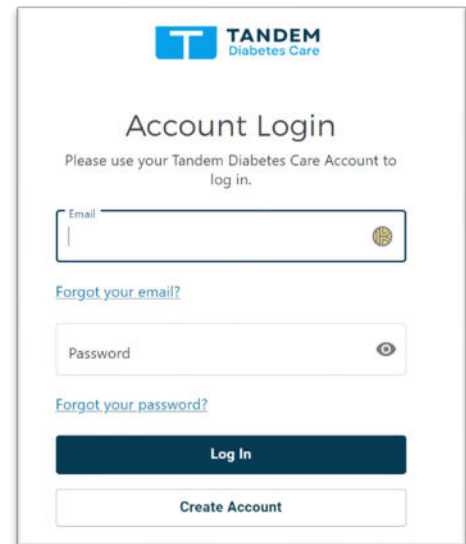 TANDEM
Diabetes Care
Account Login
Please use your Tandem Diabetes Care Account to
log in.
Email
Forgot your email?
Password
Forgot your password?
Log In
Create Account